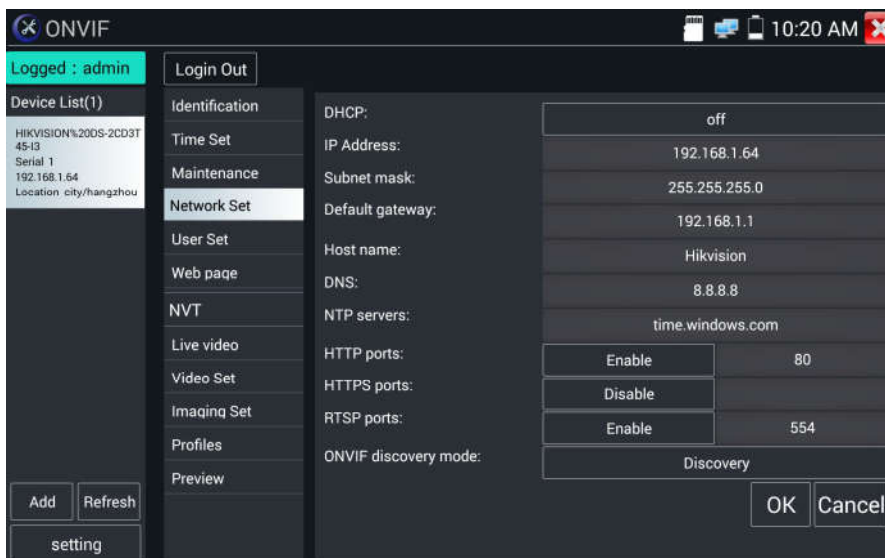 ONVIF
10:20 AM
Logged : admin
Login Out
Device List(1)
HIKVISION%20DS-2CD3T
45-I3
Serial 1
192.168.1.64
Location city/hangzhou
Add
Refresh
setting
Identification
Time Set
Maintenance
Network Set
User Set
Web page
NVT
Live video
Video Set
Imaging Set
Profiles
Preview
DHCP: off
IP Address: 192.168.1.64
Subnet mask: 255.255.255.0
Default gateway: 192.168.1.1
Host name: Hikvision
DNS: 8.8.8.8
NTP servers: time.windows.com
HTTP ports: Enable 80
HTTPS ports: Disable
RTSP ports: Enable 554
ONVIF discovery mode: Discovery
OK Cancel